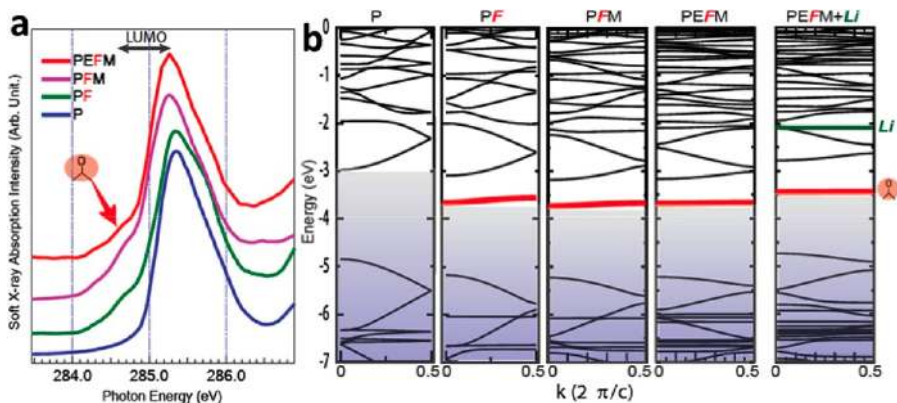 a
LUMO
PEFM
PFM
PF
P
O
Soft X-ray Absorption Intensity (Arb. Unit.)
284.0 285.0 286.0
Photon Energy (eV)
b
P PF PFM PEFM PEFM+Li
0
-1
-2
-3
-4
-5
-6
-7
Energy (eV)
Li
O
0 0.5 0 0.5 0 0.5 0 0.5 0 0.5
k (2 π/c)